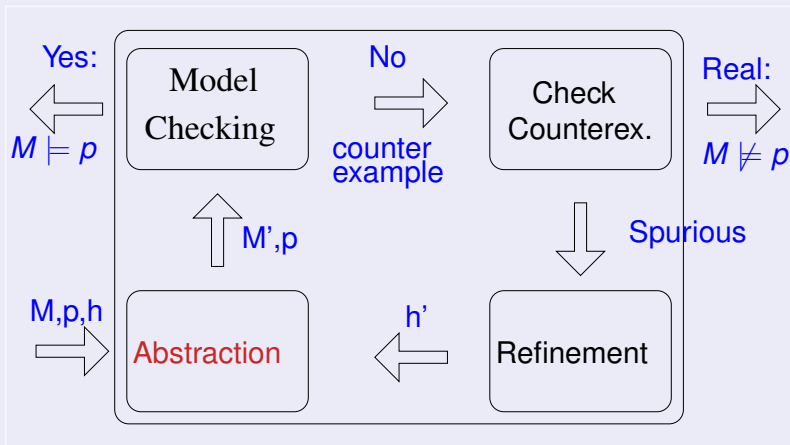 Yes:
M ⊨ p
Model
Checking
No
counter
example
Check
Counterex.
Real:
M ⊭ p
M',p
Spurious
M,p,h
Abstraction
h'
Refinement